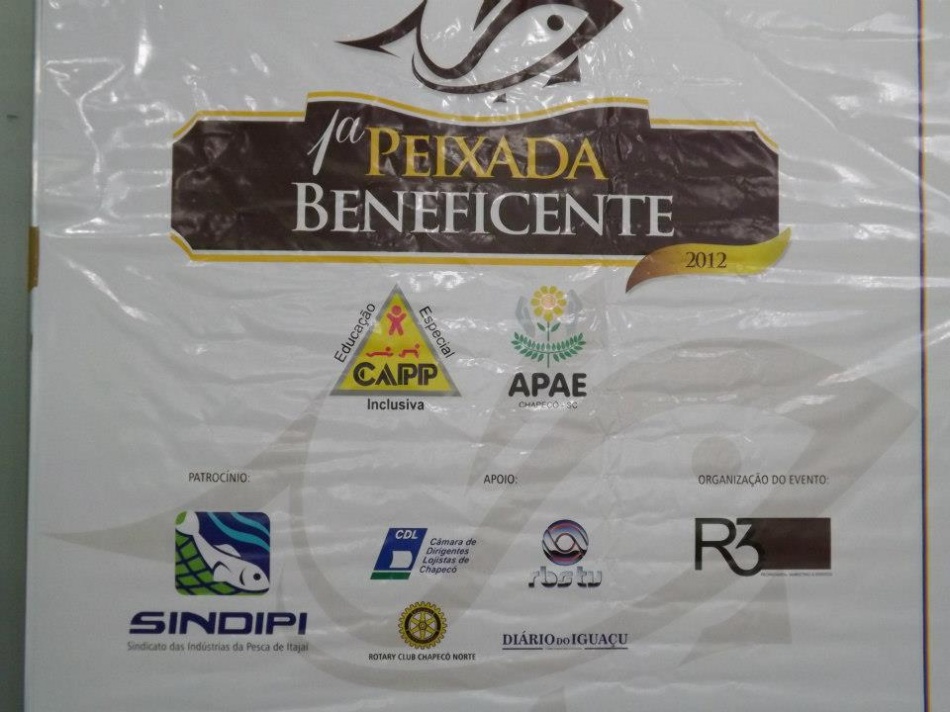 1ª PEIXADA
BENEFICENTE
2012
Educação
Especial
CAPP
Inclusiva
APAE
CHAPECÓ - SC
PATROCÍNIO:
APOIO:
ORGANIZAÇÃO DO EVENTO:
SINDIPI
Sindicato das Indústrias da Pesca de Itajaí
CDL
Câmara de
Dirigentes
Lojistas de
Chapecó
rbs tv
R3
ROTARY CLUB CHAPECÓ NORTE
DIÁRIO DO IGUAÇU